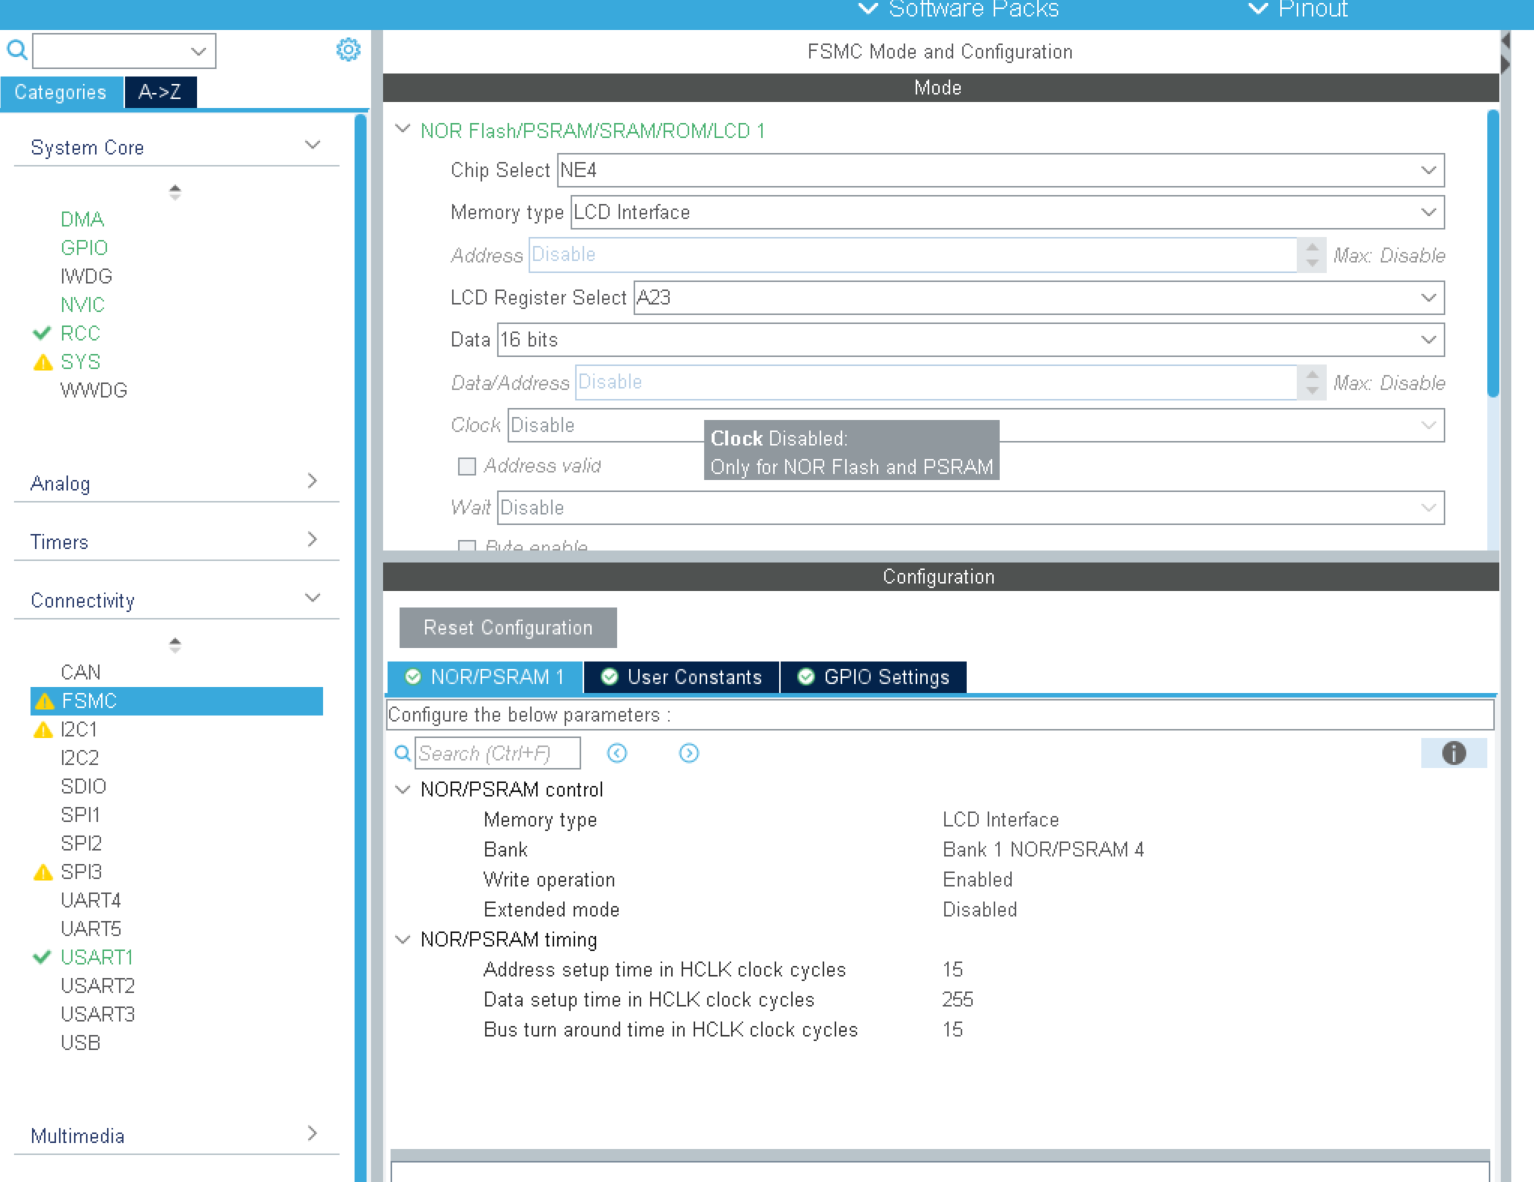 Software Packs
Pinout
Categories
A->Z
System Core
DMA
GPIO
IWDG
NVIC
RCC
SYS
WWDG
Analog
Timers
Connectivity
CAN
FSMC
I2C1
I2C2
SDIO
SPI1
SPI2
SPI3
UART4
UART5
USART1
USART2
USART3
USB
Multimedia
FSMC Mode and Configuration
Mode
NOR Flash/PSRAM/SRAM/ROM/LCD 1
Chip Select NE4
Memory type LCD Interface
Address Disable Max: Disable
LCD Register Select A23
Data 16 bits
Data/Address Disable Max: Disable
Clock Disable
Clock Disabled:
Only for NOR Flash and PSRAM
Address valid
Wait Disable
Byte enable
Configuration
Reset Configuration
NOR/PSRAM 1
User Constants
GPIO Settings
Configure the below parameters :
Search (Ctrl+F)
NOR/PSRAM control
Memory type LCD Interface
Bank Bank 1 NOR/PSRAM 4
Write operation Enabled
Extended mode Disabled
NOR/PSRAM timing
Address setup time in HCLK clock cycles 15
Data setup time in HCLK clock cycles 255
Bus turn around time in HCLK clock cycles 15